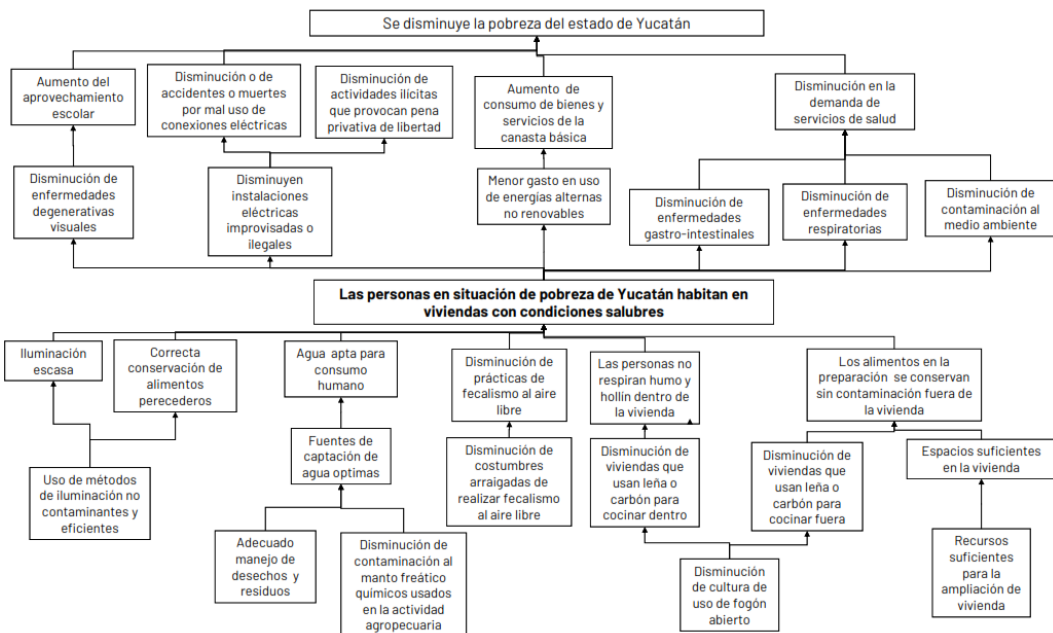 Se disminuye la pobreza del estado de Yucatán
Aumento del
aprovechamiento
escolar
Disminución o de
accidentes o muertes
por mal uso de
conexiones eléctricas
Disminución de
actividades ilícitas
que provocan pena
privativa de libertad
Aumento de
consumo de bienes y
servicios de la
canasta básica
Disminución en la
demanda de
servicios de salud
Disminución de
enfermedades
degenerativas
visuales
Disminuyen
instalaciones
eléctricas
improvisadas o
ilegales
Menor gasto en uso
de energías alternas
no renovables
Disminución de
enfermedades
gastro-intestinales
Disminución de
enfermedades
respiratorias
Disminución de
contaminación al
medio ambiente
Las personas en situación de pobreza de Yucatán habitan en
viviendas con condiciones salubres
Iluminación
escasa
Correcta
conservación de
alimentos
perecederos
Agua apta para
consumo
humano
Disminución de
prácticas de
fecalismo al aire
libre
Las personas no
respiran humo y
hollín dentro de
la vivienda
Los alimentos en la
preparación se conservan
sin contaminación fuera de
la vivienda
Uso de métodos
de iluminación no
contaminantes y
eficientes
Fuentes de
captación de
agua optimas
Disminución de
costumbres
arraigadas de
realizar fecalismo
al aire libre
Disminución de
viviendas que
usan leña o
carbón para
cocinar dentro
Disminución de
viviendas que
usan leña o
carbón para
cocinar fuera
Espacios suficientes
en la vivienda
Adecuado
manejo de
desechos y
residuos
Disminución de
contaminación al
manto freático
químicos usados
en la actividad
agropecuaria
Disminución
de cultura de
uso de fogón
abierto
Recursos
suficientes
para la
ampliación de
vivienda